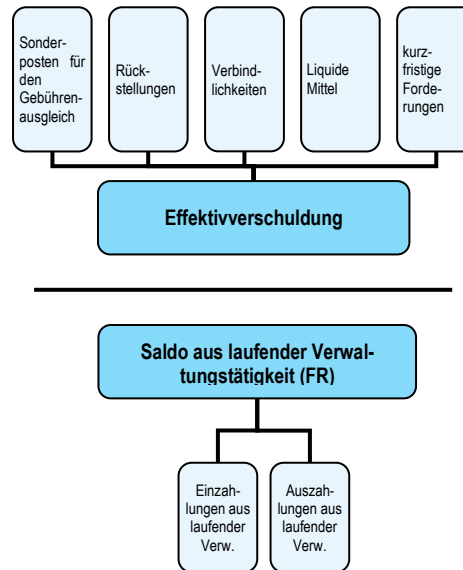 Sonder-
posten für
den
Gebühren-
ausgleich
Rück-
stellungen
Verbind-
lichkeiten
Liquide
Mittel
kurz-
fristige
Forde-
rungen
Effektivverschuldung
Saldo aus laufender Verwal-
tungstätigkeit (FR)
Einzah-
lungen aus
laufender
Verw.
Auszah-
lungen aus
laufender
Verw.